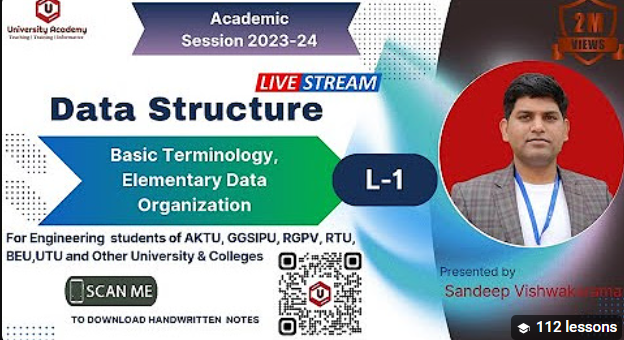 University Academy
Teaching | Training | Informative
Academic
Session 2023-24
2M
VIEWS
LIVE STREAM
Data Structure
Basic Terminology,
Elementary Data
Organization
L-1
For Engineering students of AKTU, GGSIPU, RGPV, RTU,
BEU,UTU and Other University & Colleges
SCAN ME
TO DOWNLOAD HANDWRITTEN NOTES
Presented by
Sandeep Vishwakarama
112 lessons